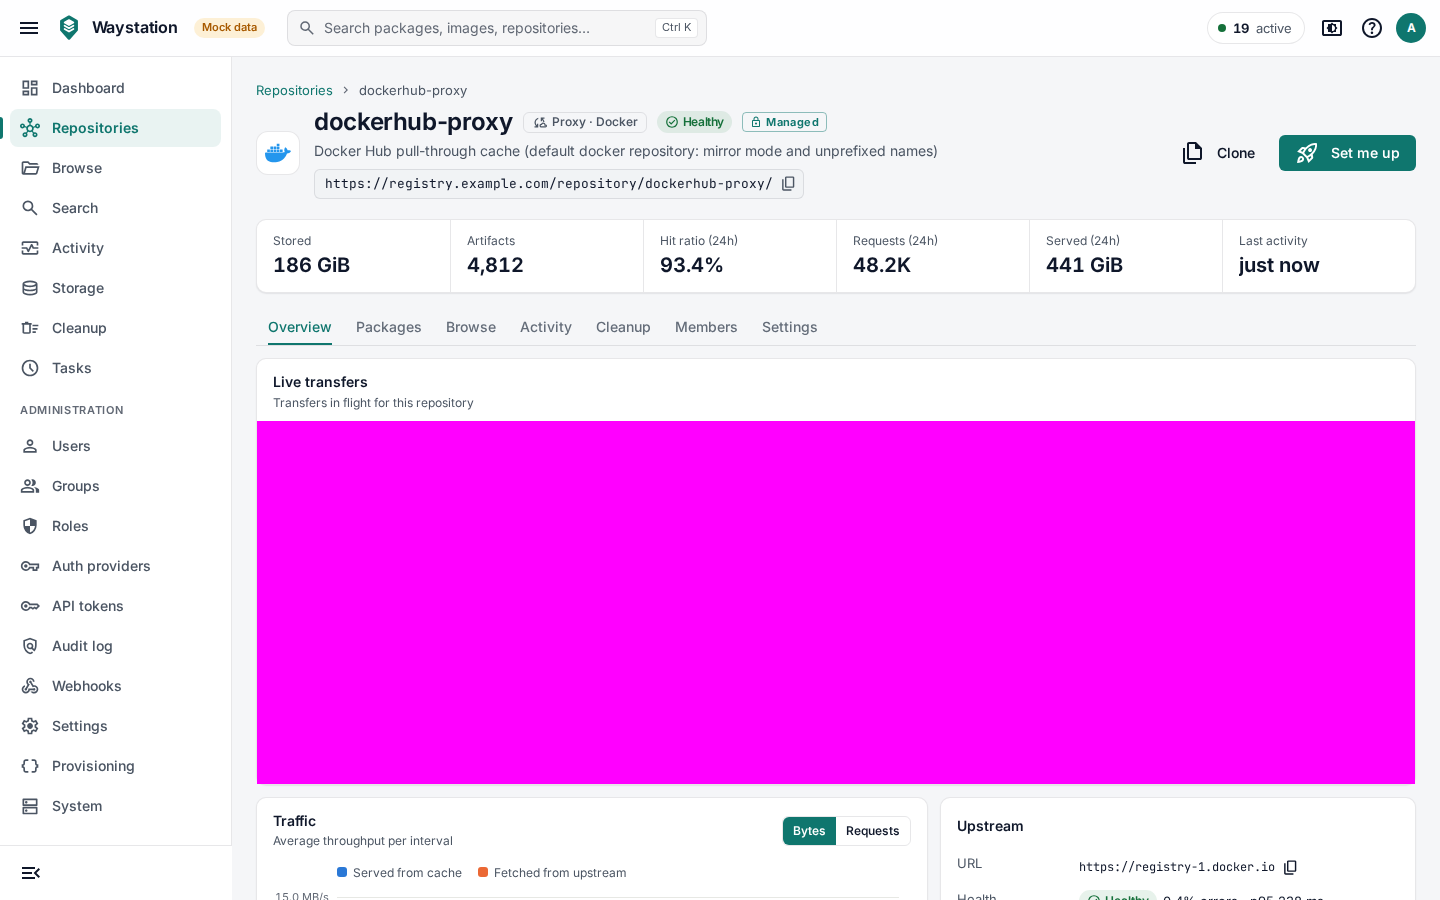 Waystation
Mock data
Search packages, images, repositories...
Ctrl K
19 active
A
Dashboard
Repositories
Browse
Search
Activity
Storage
Cleanup
Tasks
ADMINISTRATION
Users
Groups
Roles
Auth providers
API tokens
Audit log
Webhooks
Settings
Provisioning
System
Repositories > dockerhub-proxy
dockerhub-proxy
Proxy · Docker
Healthy
Managed
Docker Hub pull-through cache (default docker repository: mirror mode and unprefixed names)
https://registry.example.com/repository/dockerhub-proxy/
Clone
Set me up
Stored
186 GiB
Artifacts
4,812
Hit ratio (24h)
93.4%
Requests (24h)
48.2K
Served (24h)
441 GiB
Last activity
just now
Overview
Packages
Browse
Activity
Cleanup
Members
Settings
Live transfers
Transfers in flight for this repository
Traffic
Average throughput per interval
Bytes
Requests
Served from cache
Fetched from upstream
15.0 MB/s
Upstream
URL
https://registry-1.docker.io
Health
Healthy